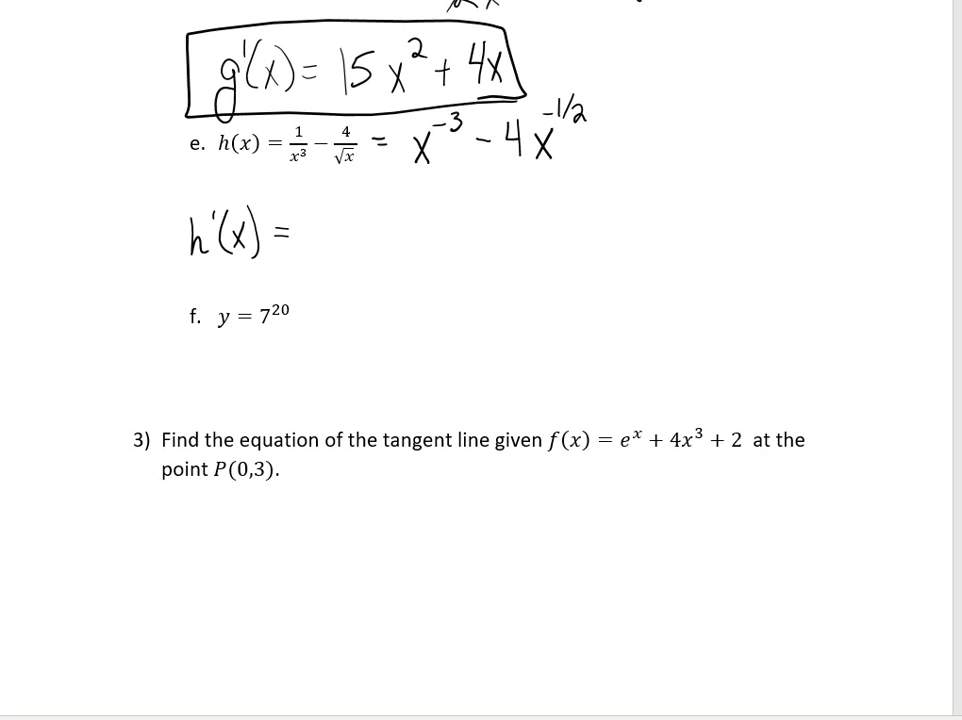 g'(x) = 15x² + 4x
e. h(x) = 1/x³ − 4/√x = x⁻³ - 4x^(-1/2)
h'(x) =
f. y = 7²⁰
3) Find the equation of the tangent line given f(x) = eˣ + 4x³ + 2 at the
point P(0,3).